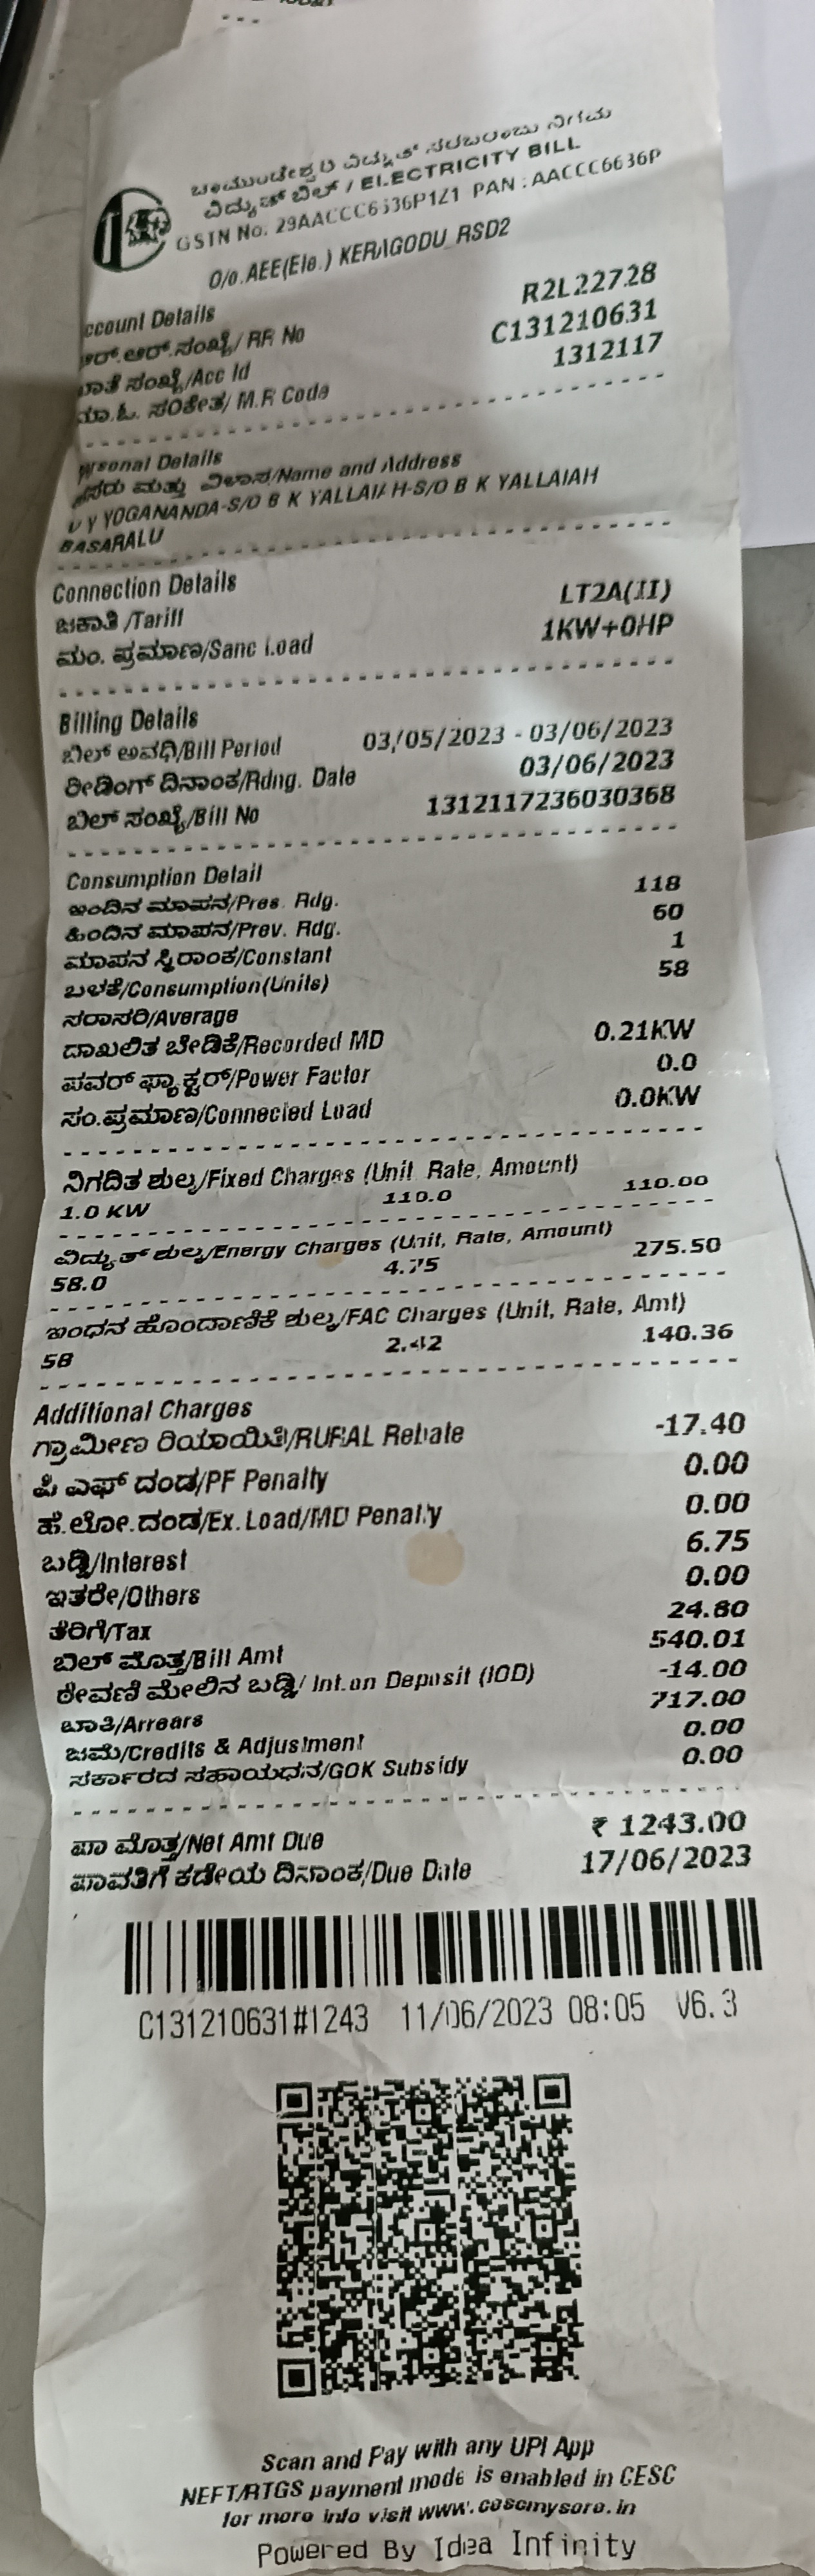 ಚಾಮುಂಡೇಶ್ವರಿ ವಿದ್ಯುತ್ ಸರಬರಾಜು ನಿಗಮ
ವಿದ್ಯುತ್ ಬಿಲ್ / ELECTRICITY BILL
GSTN No. 29AACCC6636P1Z1 PAN : AACCC6636P
O/o.AEE(Ele.) KERAGODU_RSD2
ccount Details
ಆರ್.ಆರ್.ಸಂಖ್ಯೆ/ RR No R2L22728
ಖಾತೆ ಸಂಖ್ಯೆ/Acc Id C131210631
ಮಾ.ಓ. ಸಂಕೇತ/ M.R Code 1312117
ersonal Details
ಹೆಸರು ಮತ್ತು ವಿಳಾಸ/Name and Address
Y YOGANANDA-S/O B K YALLAIAH-S/O B K YALLAIAH
BASARALU
Connection Details
ಜಕಾತಿ /Tariff LT2A(II)
ಮಂ. ಪ್ರಮಾಣ/Sanc Load 1KW+0HP
Billing Details
ಬಿಲ್ ಅವಧಿ/Bill Period 03/05/2023 - 03/06/2023
ರೀಡಿಂಗ್ ದಿನಾಂಕ/Rdng. Date 03/06/2023
ಬಿಲ್ ಸಂಖ್ಯೆ/Bill No 1312117236030368
Consumption Detail
ಇಂದಿನ ಮಾಪನ/Pres. Rdg. 118
ಹಿಂದಿನ ಮಾಪನ/Prev. Rdg. 60
ಮಾಪನ ಸ್ಥಿರಾಂಕ/Constant 1
ಬಳಕೆ/Consumption(Units) 58
ಸರಾಸರಿ/Average
ದಾಖಲಿತ ಬೇಡಿಕೆ/Recorded MD 0.21KW
ಪವರ್ ಫ್ಯಾಕ್ಟರ್/Power Factor 0.0
ಸಂ.ಪ್ರಮಾಣ/Connected Load 0.0KW
ನಿಗದಿತ ಶುಲ್ಕ/Fixed Charges (Unit, Rate, Amount)
1.0 KW 110.0 110.00
ವಿದ್ಯುತ್ ಶುಲ್ಕ/Energy Charges (Unit, Rate, Amount)
58.0 4.75 275.50
ಇಂಧನ ಹೊಂದಾಣಿಕೆ ಶುಲ್ಕ/FAC Charges (Unit, Rate, Amt)
58 2.42 140.36
Additional Charges
ಗ್ರಾಮೀಣ ರಿಯಾಯಿತಿ/RURAL Rebate -17.40
ಪಿ ಎಫ್ ದಂಡ/PF Penalty 0.00
ಹೆ.ಲೋ.ದಂಡ/Ex.Load/MD Penalty 0.00
ಬಡ್ಡಿ/Interest 6.75
ಇತರೇ/Others 0.00
ತೆರಿಗೆ/Tax 24.80
ಬಿಲ್ ಮೊತ್ತ/Bill Amt 540.01
ಠೇವಣಿ ಮೇಲಿನ ಬಡ್ಡಿ/ Int.on Deposit (IOD) -14.00
ಬಾಕಿ/Arrears 717.00
ಜಮೆ/Credits & Adjustment 0.00
ಸರ್ಕಾರದ ಸಹಾಯಧನ/GOK Subsidy 0.00
ಪಾ ಮೊತ್ತ/Net Amt Due ₹ 1243.00
ಪಾವತಿಗೆ ಕಡೇಯ ದಿನಾಂಕ/Due Date 17/06/2023
C131210631#1243 11/06/2023 08:05 V6.3
Scan and Pay with any UPI App
NEFT/RTGS payment mode is enabled in CESC
for more info visit www.cescmysore.in
Powered By Idea Infinity